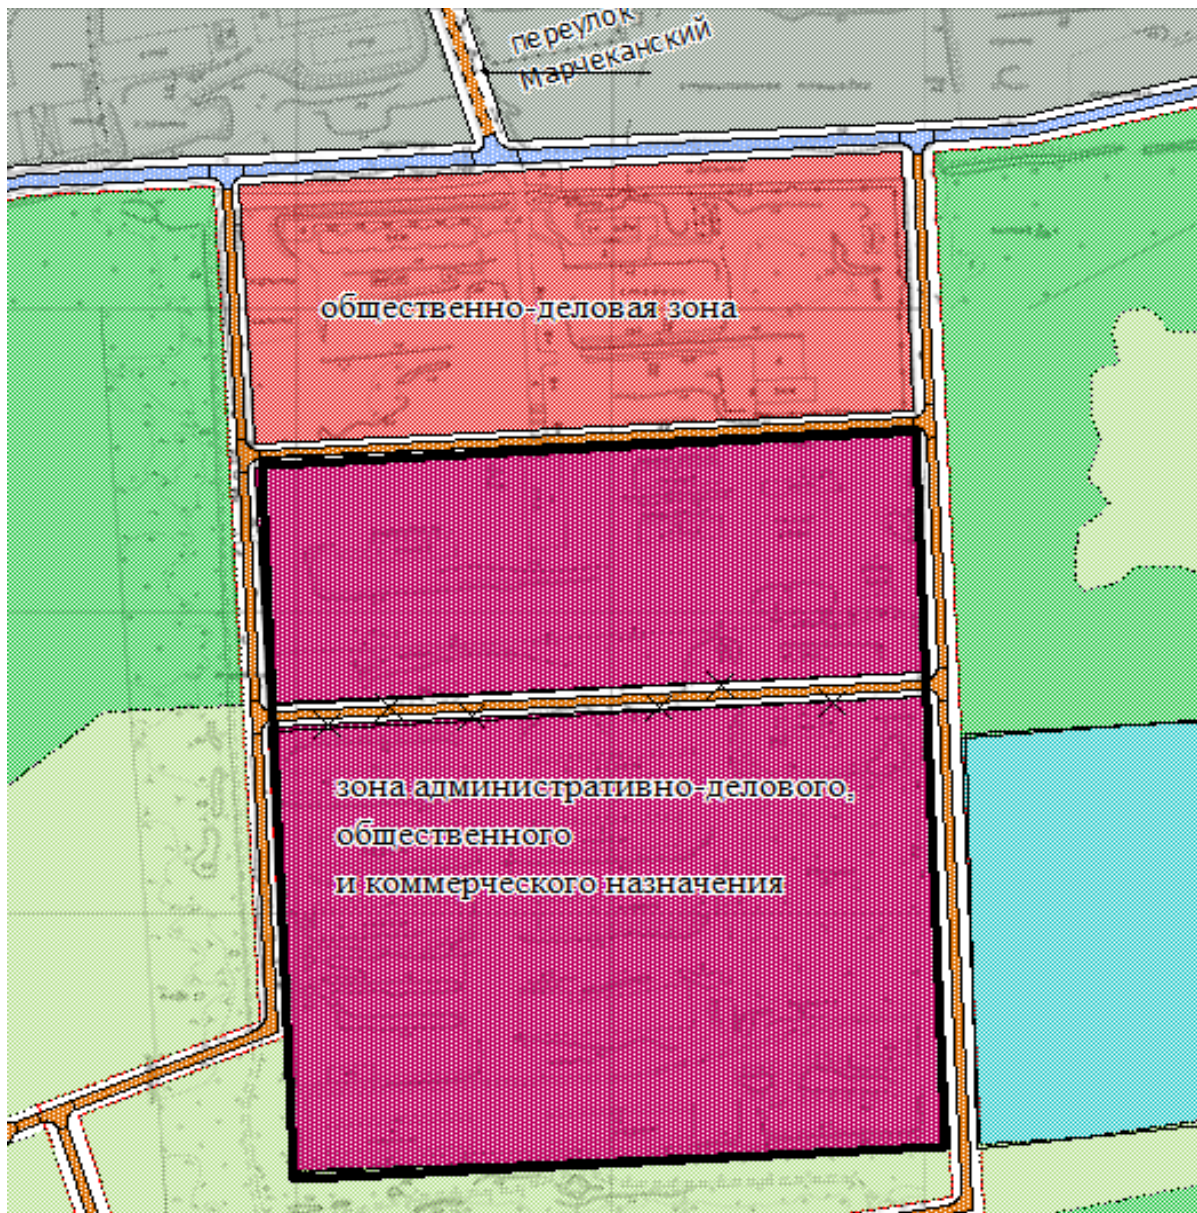 переулок
Марчеканский
общественно-деловая зона
зона административно-делового,
общественного
и коммерческого назначения